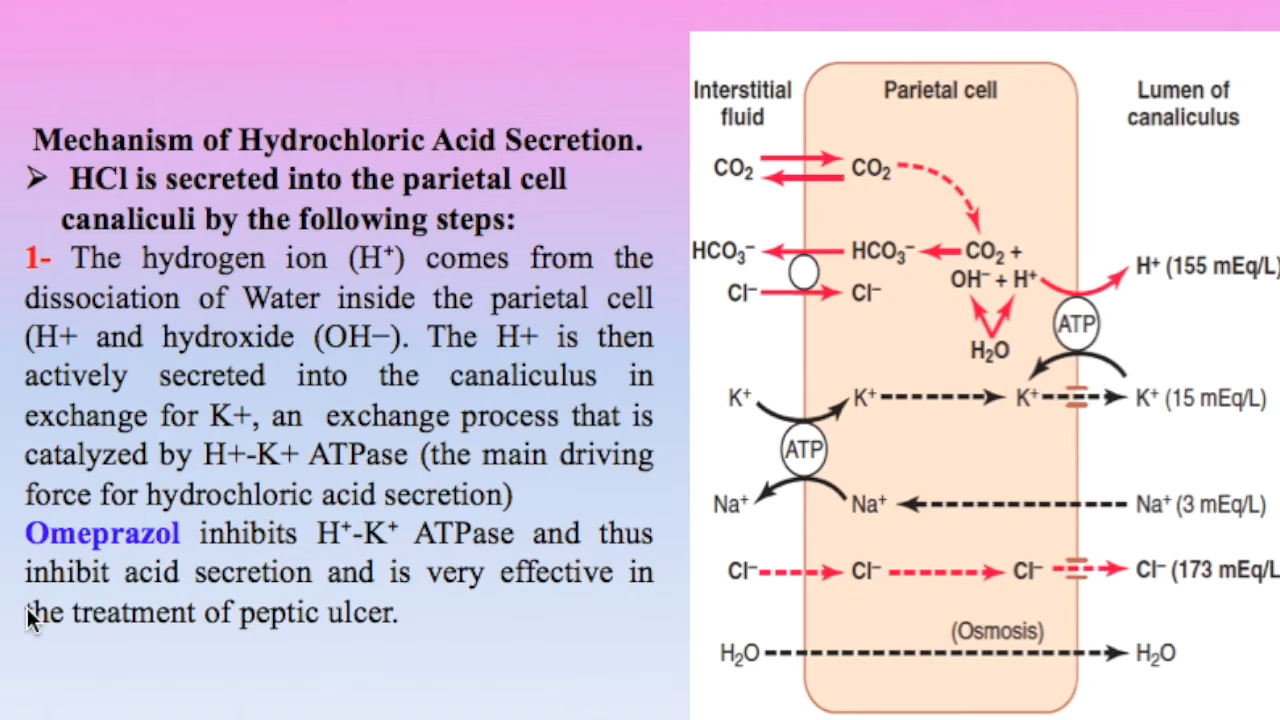 Mechanism of Hydrochloric Acid Secretion.
➤ HCl is secreted into the parietal cell
canaliculi by the following steps:
1- The hydrogen ion (H⁺) comes from the
dissociation of Water inside the parietal cell
(H+ and hydroxide (OH−). The H+ is then
actively secreted into the canaliculus in
exchange for K+, an exchange process that is
catalyzed by H+-K+ ATPase (the main driving
force for hydrochloric acid secretion)
Omeprazol inhibits H⁺-K⁺ ATPase and thus
inhibit acid secretion and is very effective in
the treatment of peptic ulcer.
Interstitial
fluid
Parietal cell
Lumen of
canaliculus
CO₂ CO₂
HCO₃⁻ HCO₃⁻ CO₂ +
OH⁻ + H⁺ H⁺ (155 mEq/L)
Cl⁻ Cl⁻
ATP
H₂O
K⁺ K⁺ K⁺ K⁺ (15 mEq/L)
ATP
Na⁺ Na⁺ Na⁺ (3 mEq/L)
Cl⁻ Cl⁻ Cl⁻ Cl⁻ (173 mEq/L
(Osmosis)
H₂O H₂O